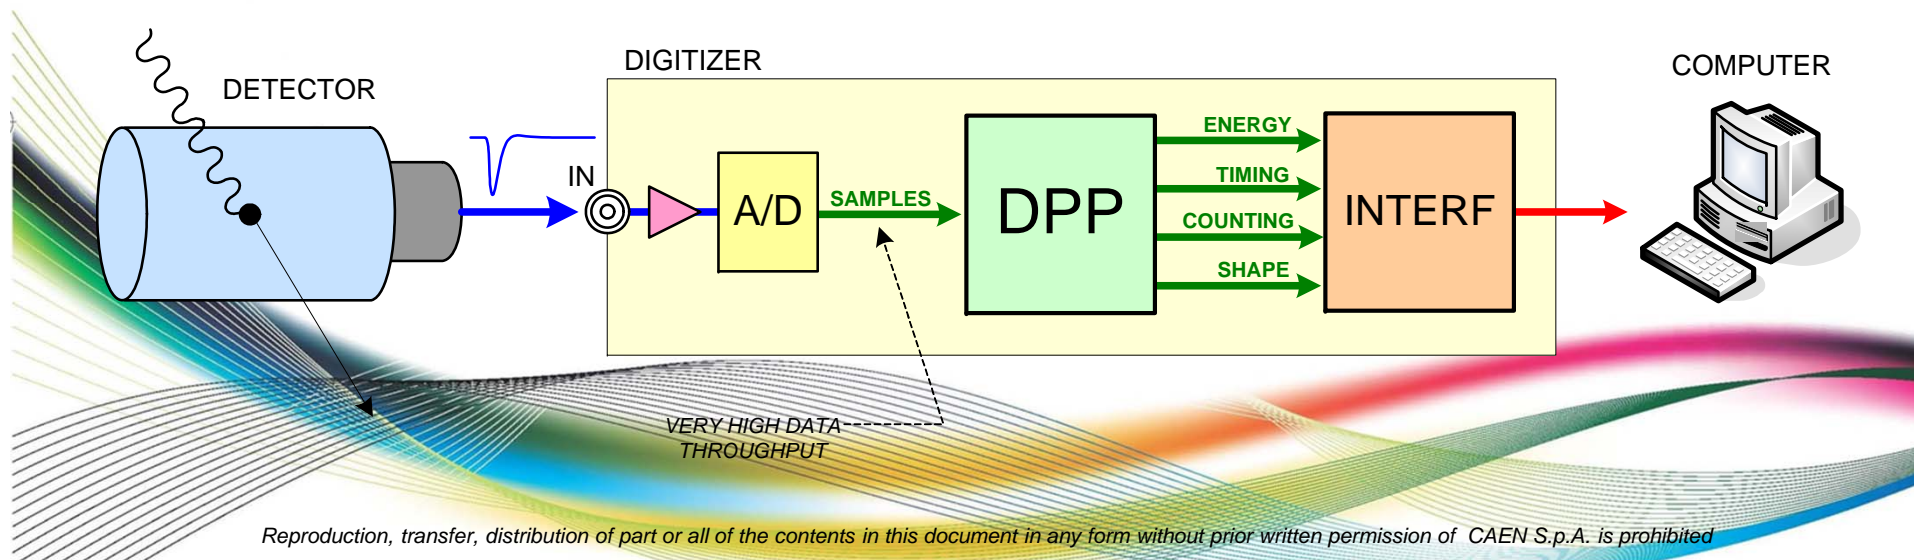 DETECTOR
DIGITIZER
COMPUTER
IN
A/D
SAMPLES
DPP
ENERGY
TIMING
COUNTING
SHAPE
INTERF
VERY HIGH DATA
THROUGHPUT
Reproduction, transfer, distribution of part or all of the contents in this document in any form without prior written permission of CAEN S.p.A. is prohibited